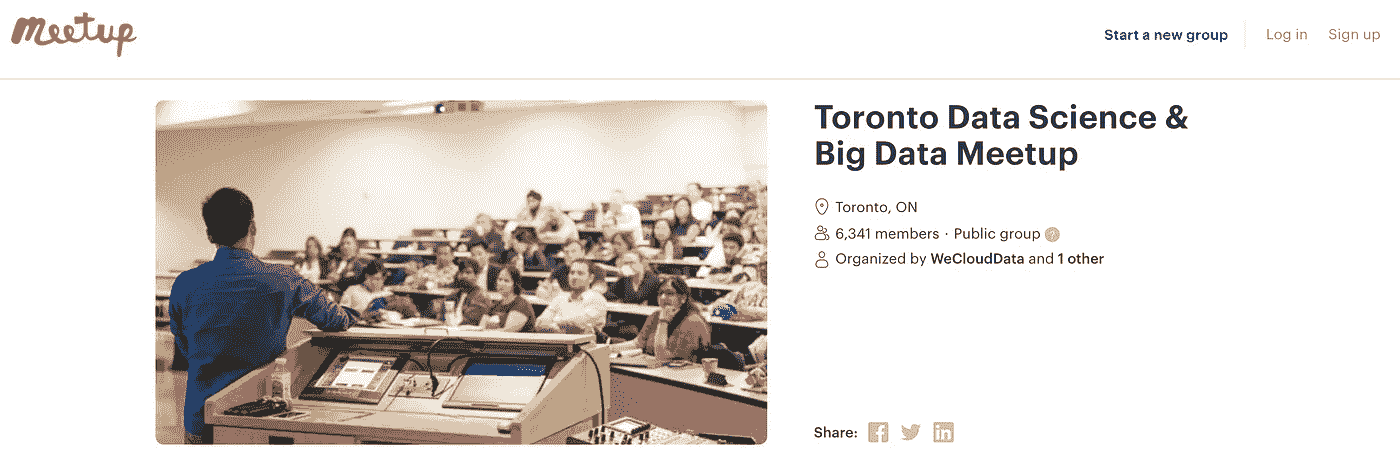 meetup
Start a new group
Log in
Sign up
Toronto Data Science &
Big Data Meetup
Toronto, ON
6,341 members · Public group ?
Organized by WeCloudData and 1 other
Share: